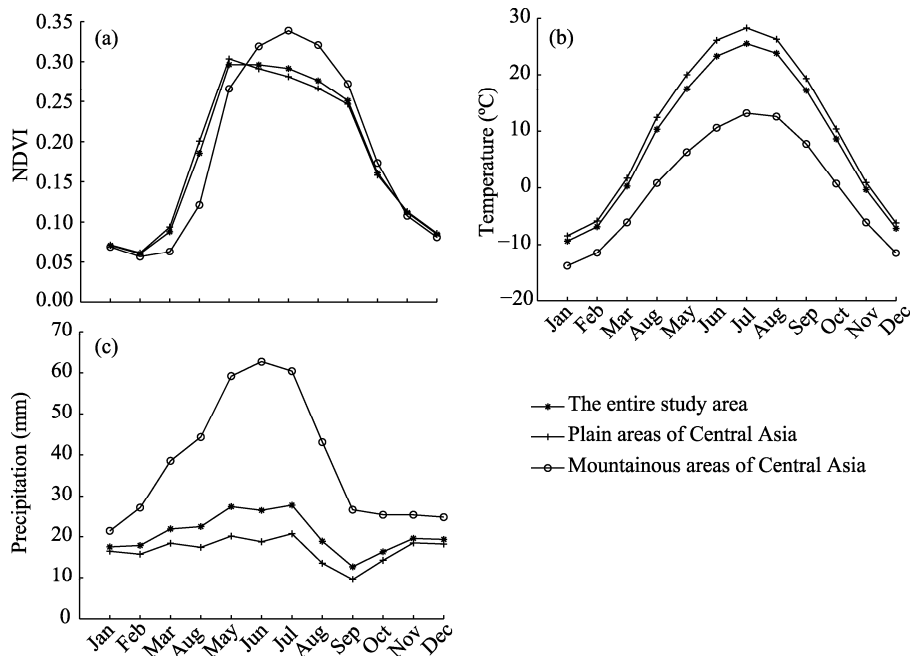 (a)
NDVI
0.35
0.30
0.25
0.20
0.15
0.10
0.05
0.00
(b)
Temperature (ºC)
30
20
10
0
−10
−20
Jan Feb Mar Aug May Jun Jul Aug Sep Oct Nov Dec
(c)
Precipitation (mm)
70
60
50
40
30
20
10
0
Jan Feb Mar Aug May Jun Jul Aug Sep Oct Nov Dec
The entire study area
Plain areas of Central Asia
Mountainous areas of Central Asia